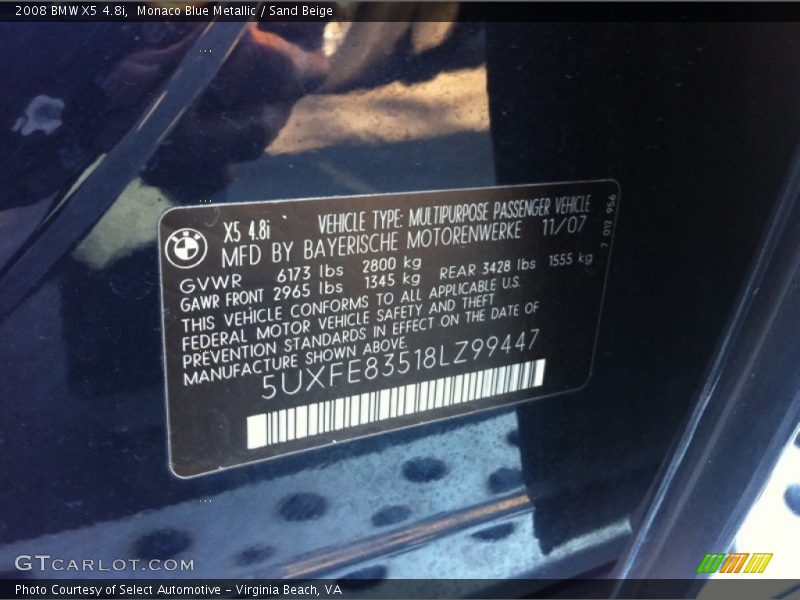 2008 BMW X5 4.8i, Monaco Blue Metallic / Sand Beige
X5 4.8i VEHICLE TYPE: MULTIPURPOSE PASSENGER VEHICLE
MFD BY BAYERISCHE MOTORENWERKE 11/07
GVWR 6173 lbs 2800 kg
GAWR FRONT 2965 lbs 1345 kg REAR 3428 lbs 1555 kg
THIS VEHICLE CONFORMS TO ALL APPLICABLE U.S.
FEDERAL MOTOR VEHICLE SAFETY AND THEFT
PREVENTION STANDARDS IN EFFECT ON THE DATE OF
MANUFACTURE SHOWN ABOVE.
5UXFE83518LZ99447
7 012 956
GTCARLOT.COM
Photo Courtesy of Select Automotive - Virginia Beach, VA